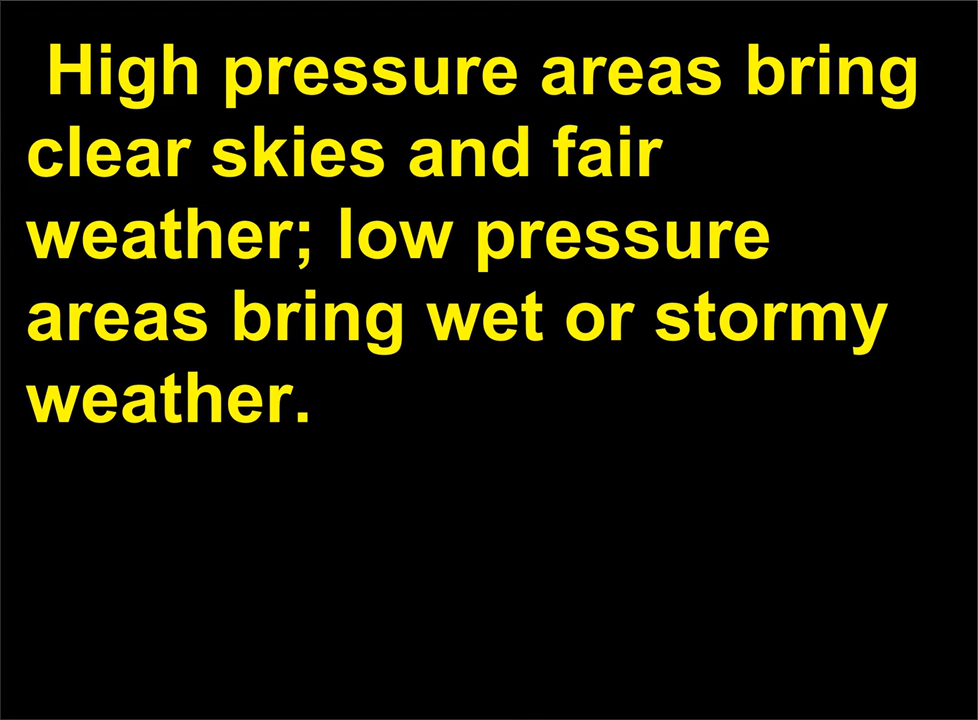 High pressure areas bring
clear skies and fair
weather; low pressure
areas bring wet or stormy
weather.